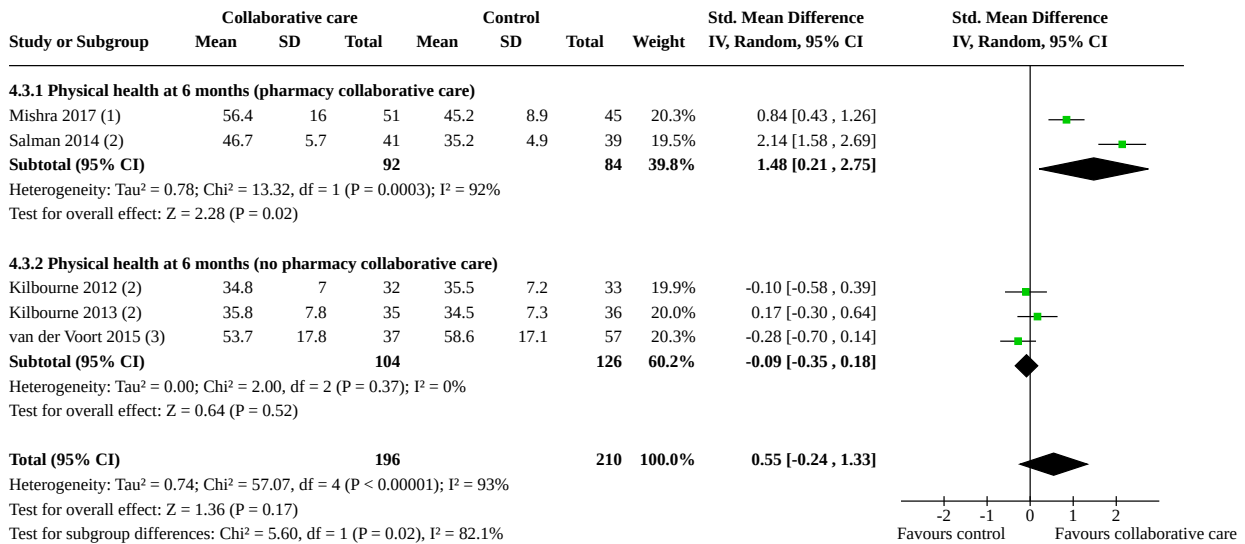 Collaborative care Control Std. Mean Difference Std. Mean Difference
Study or Subgroup Mean SD Total Mean SD Total Weight IV, Random, 95% CI IV, Random, 95% CI
4.3.1 Physical health at 6 months (pharmacy collaborative care)
Mishra 2017 (1) 56.4 16 51 45.2 8.9 45 20.3% 0.84 [0.43 , 1.26]
Salman 2014 (2) 46.7 5.7 41 35.2 4.9 39 19.5% 2.14 [1.58 , 2.69]
Subtotal (95% CI) 92 84 39.8% 1.48 [0.21 , 2.75]
Heterogeneity: Tau² = 0.78; Chi² = 13.32, df = 1 (P = 0.0003); I² = 92%
Test for overall effect: Z = 2.28 (P = 0.02)
4.3.2 Physical health at 6 months (no pharmacy collaborative care)
Kilbourne 2012 (2) 34.8 7 32 35.5 7.2 33 19.9% -0.10 [-0.58 , 0.39]
Kilbourne 2013 (2) 35.8 7.8 35 34.5 7.3 36 20.0% 0.17 [-0.30 , 0.64]
van der Voort 2015 (3) 53.7 17.8 37 58.6 17.1 57 20.3% -0.28 [-0.70 , 0.14]
Subtotal (95% CI) 104 126 60.2% -0.09 [-0.35 , 0.18]
Heterogeneity: Tau² = 0.00; Chi² = 2.00, df = 2 (P = 0.37); I² = 0%
Test for overall effect: Z = 0.64 (P = 0.52)
Total (95% CI) 196 210 100.0% 0.55 [-0.24 , 1.33]
Heterogeneity: Tau² = 0.74; Chi² = 57.07, df = 4 (P < 0.00001); I² = 93%
Test for overall effect: Z = 1.36 (P = 0.17)
-2 -1 0 1 2
Test for subgroup differences: Chi² = 5.60, df = 1 (P = 0.02), I² = 82.1% Favours control Favours collaborative care